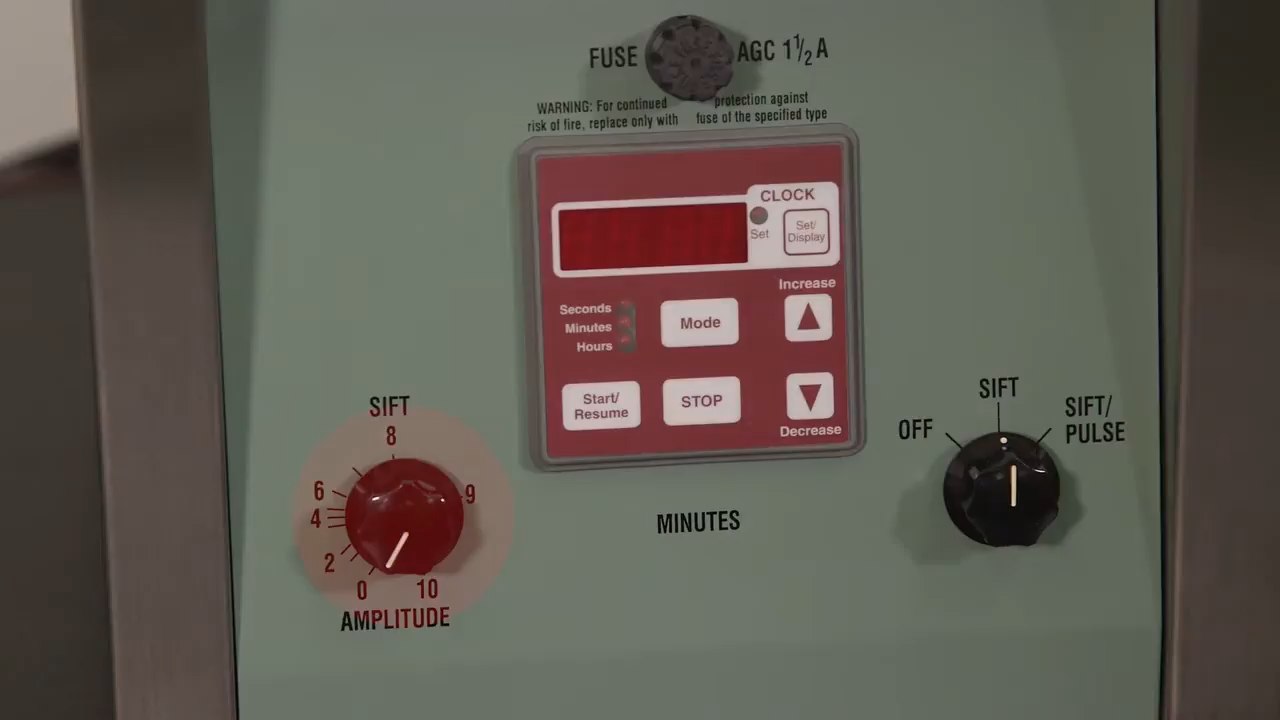 FUSE AGC 1 1/2 A
WARNING: For continued protection against
risk of fire, replace only with fuse of the specified type
CLOCK
Set
Set/
Display
Increase
Seconds
Minutes
Hours
Mode
Start/
Resume
STOP
Decrease
MINUTES
SIFT
8
6
9
4
2
0
10
AMPLITUDE
SIFT
OFF
SIFT/
PULSE